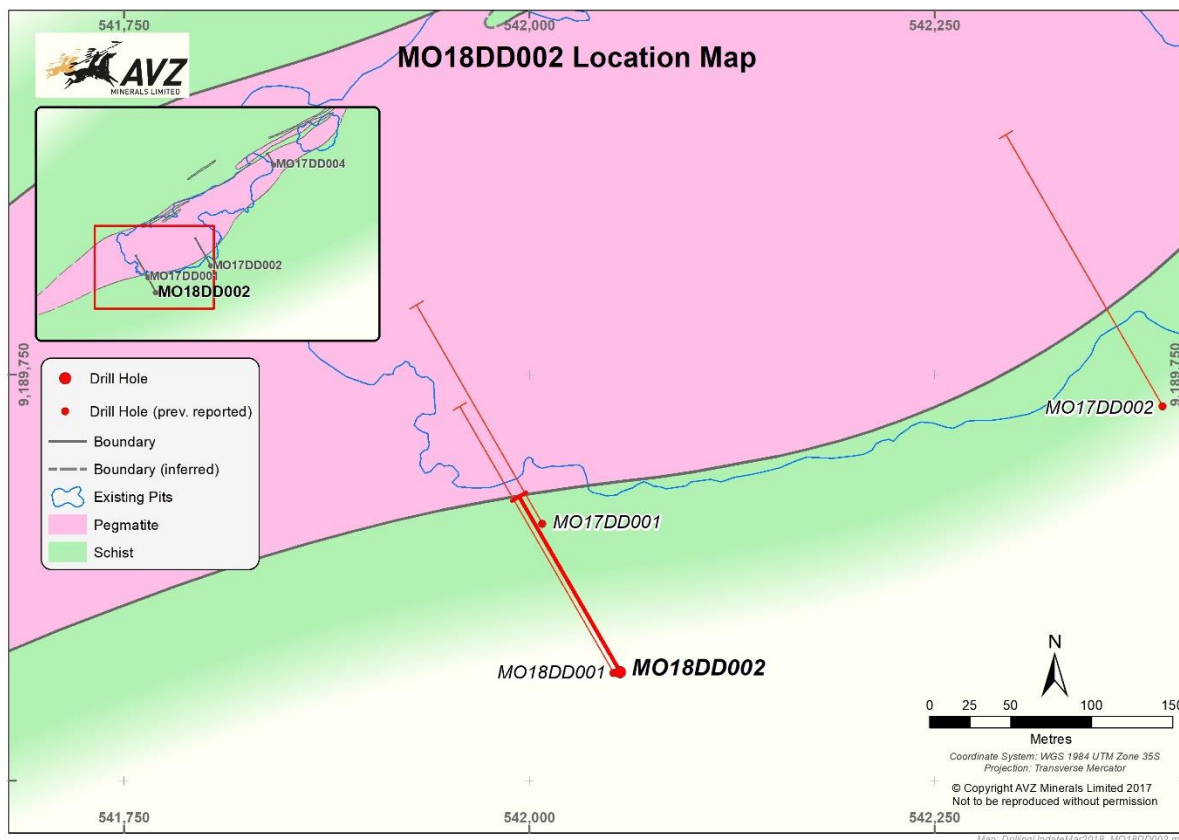 541,750
542,000
542,250
AVZ
MINERALS LIMITED
MO18DD002 Location Map
MO17DD004
MO17DD002
MO17DD001
MO18DD002
9,189,750
9,189,750
Drill Hole
Drill Hole (prev. reported)
Boundary
Boundary (inferred)
Existing Pits
Pegmatite
Schist
MO17DD002
MO17DD001
MO18DD001
MO18DD002
N
0 25 50 100 150
Metres
Coordinate System: WGS 1984 UTM Zone 35S
Projection: Transverse Mercator
© Copyright AVZ Minerals Limited 2017
Not to be reproduced without permission
541,750
542,000
542,250
Map: DrillingUpdateMar2018_MO18DD002.m